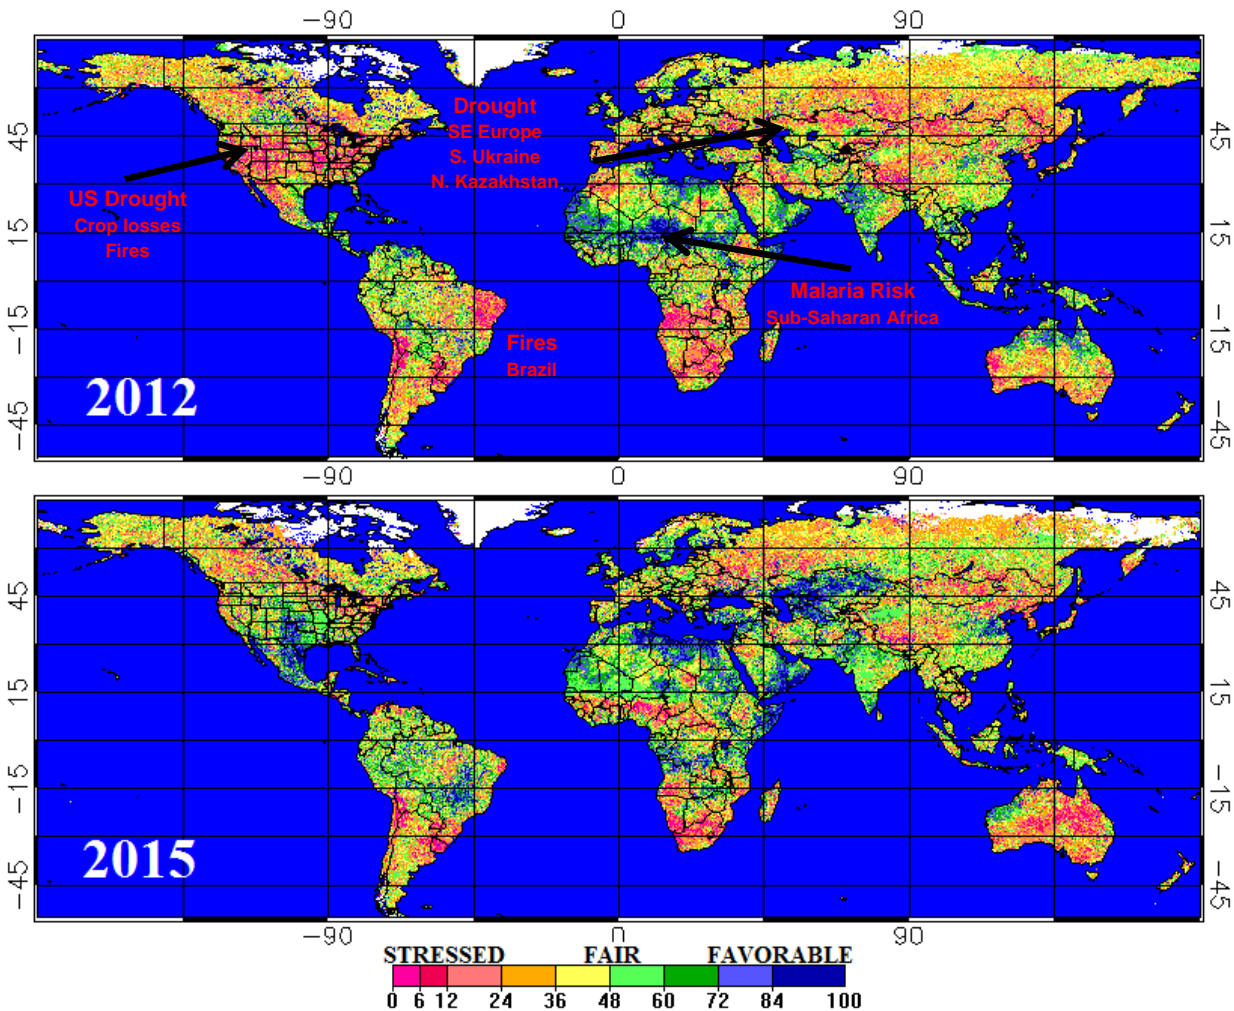 −90 0 90
Drought
SE Europe
S. Ukraine
N. Kazakhstan
US Drought
Crop losses
Fires
Malaria Risk
Sub-Saharan Africa
Fires
Brazil
2012
45 45
15 15
−15 −15
−45 −45
−90 0 90
45 45
15 15
−15 −15
−45 −45
2015
−90 0 90
STRESSED FAIR FAVORABLE
0 6 12 24 36 48 60 72 84 100